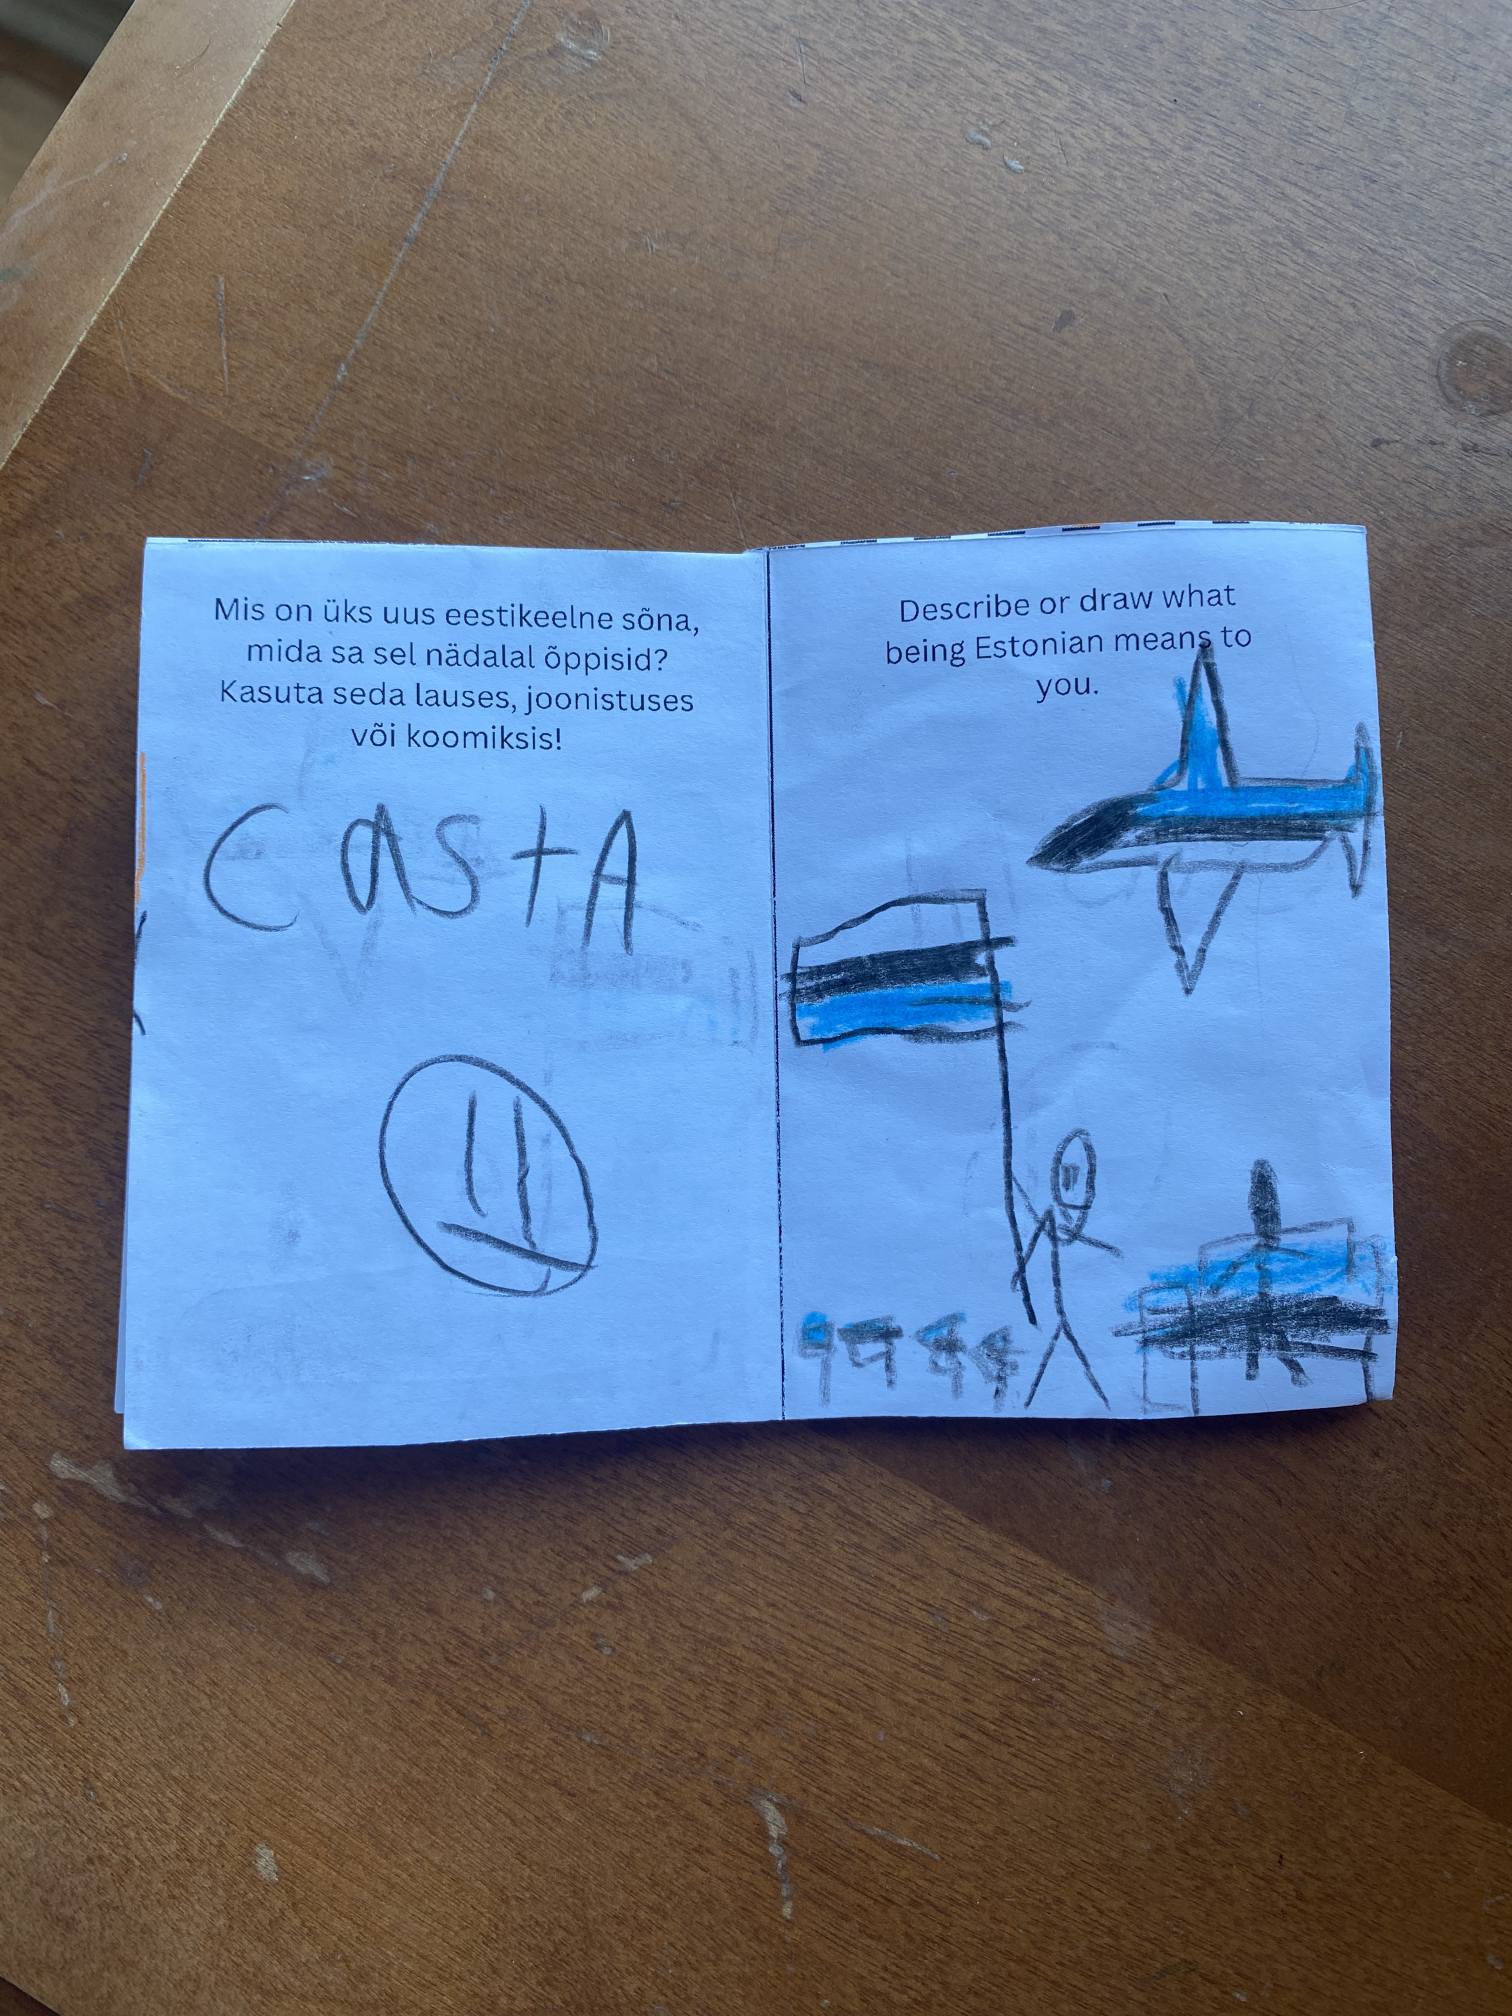 Mis on üks uus eestikeelne sõna,
mida sa sel nädalal õppisid?
Kasuta seda lauses, joonistuses
või koomiksis!
CAStA
Describe or draw what
being Estonian means to
you.